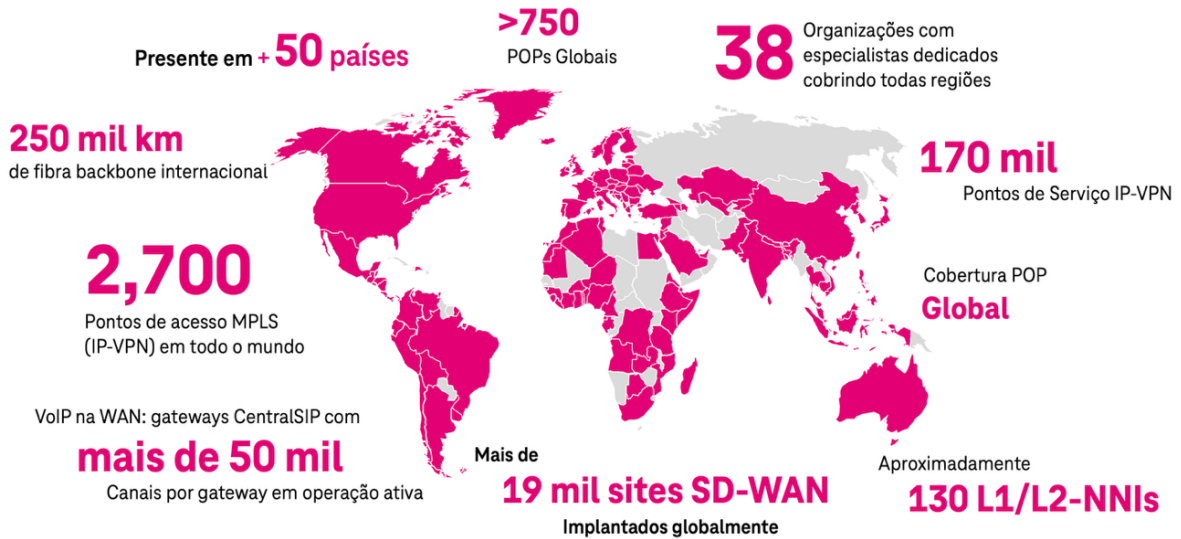 Presente em + 50 países
>750
POPs Globais
38
Organizações com
especialistas dedicados
cobrindo todas regiões
250 mil km
de fibra backbone internacional
170 mil
Pontos de Serviço IP-VPN
2,700
Pontos de acesso MPLS
(IP-VPN) em todo o mundo
Cobertura POP
Global
VoIP na WAN: gateways CentralSIP com
mais de 50 mil
Canais por gateway em operação ativa
Mais de
19 mil sites SD-WAN
Implantados globalmente
Aproximadamente
130 L1/L2-NNIs